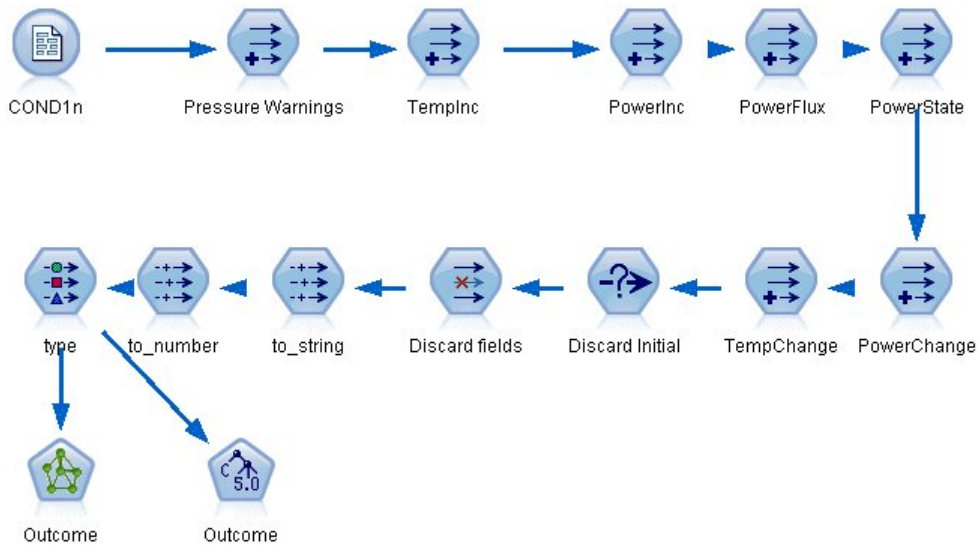 COND1n
Pressure Warnings
TempInc
PowerInc
PowerFlux
PowerState
type
to_number
to_string
Discard fields
Discard Initial
TempChange
PowerChange
C 5.0
Outcome
Outcome